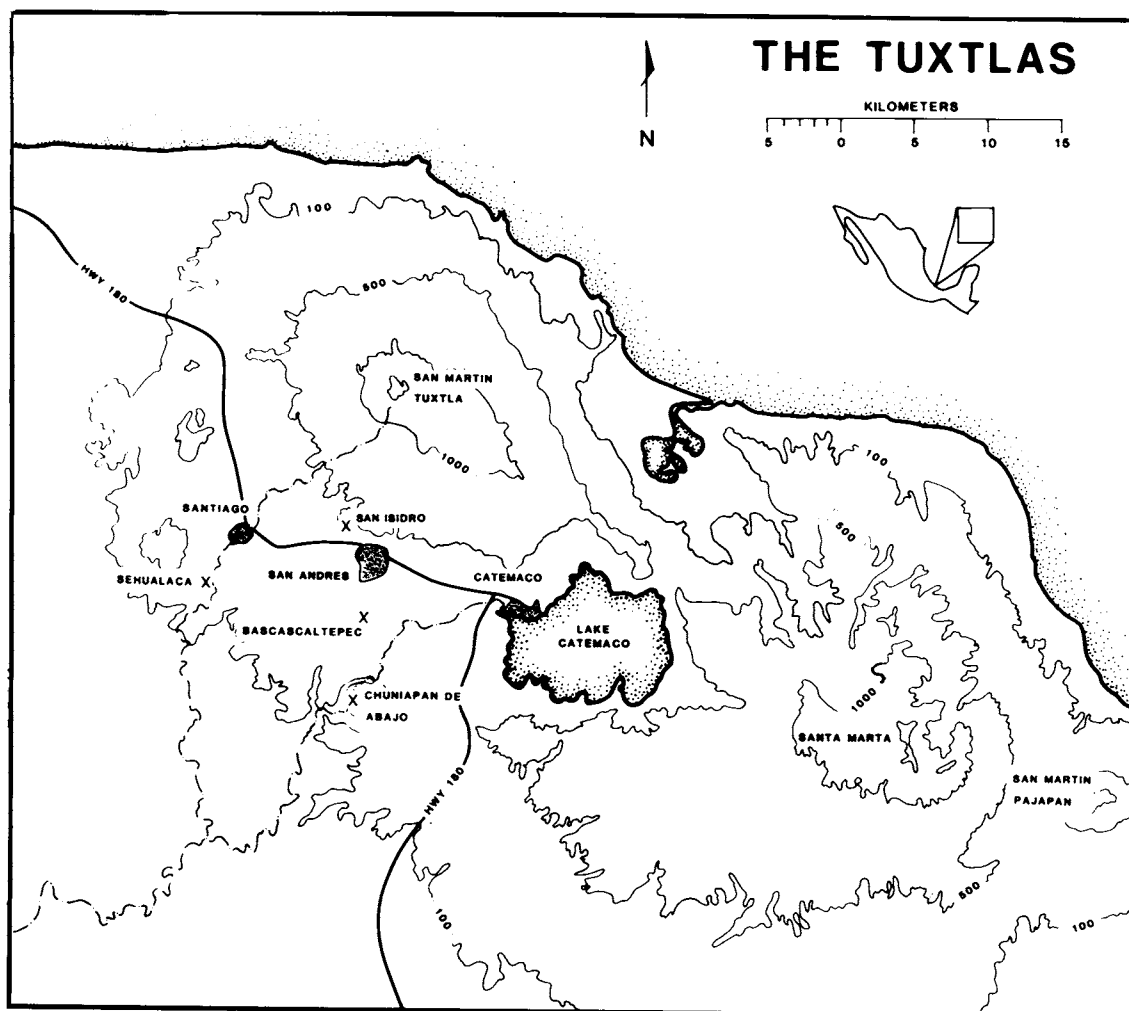 THE TUXTLAS
KILOMETERS
5 0 5 10 15
N
100
HWY 180
500
SAN MARTIN
TUXTLA
1000
100
SANTIAGO
X SAN ISIDRO
500
SAN ANDRES
CATEMACO
SEHUALACA X
X
BASCASCALTEPEC
LAKE
CATEMACO
X CHUNIAPAN DE
ABAJO
1000
SANTA MARTA
SAN MARTIN
PAJAPAN
HWY 180
500
100
100